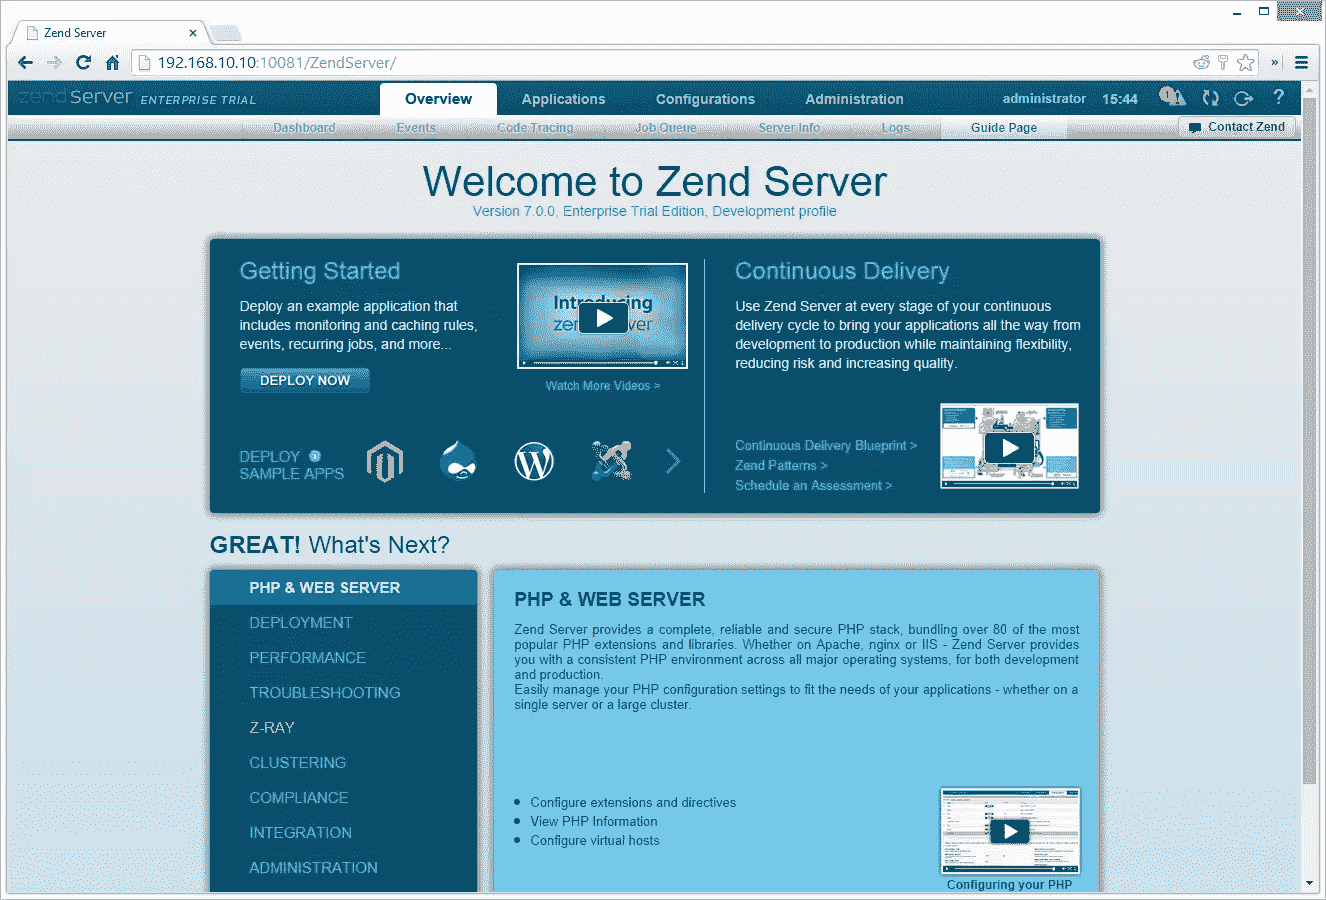 Zend Server
192.168.10.10:10081/ZendServer/
zend Server ENTERPRISE TRIAL
Overview
Applications
Configurations
Administration
administrator
15:44
1
?
Dashboard
Events
Code Tracing
Job Queue
Server Info
Logs
Guide Page
Contact Zend
Welcome to Zend Server
Version 7.0.0, Enterprise Trial Edition, Development profile
Getting Started
Deploy an example application that
includes monitoring and caching rules,
events, recurring jobs, and more...
DEPLOY NOW
Introducing
Watch More Videos >
DEPLOY
SAMPLE APPS
Continuous Delivery
Use Zend Server at every stage of your continuous
delivery cycle to bring your applications all the way from
development to production while maintaining flexibility,
reducing risk and increasing quality.
Continuous Delivery Blueprint >
Zend Patterns >
Schedule an Assessment >
GREAT! What's Next?
PHP & WEB SERVER
DEPLOYMENT
PERFORMANCE
TROUBLESHOOTING
Z-RAY
CLUSTERING
COMPLIANCE
INTEGRATION
ADMINISTRATION
PHP & WEB SERVER
Zend Server provides a complete, reliable and secure PHP stack, bundling over 80 of the most
popular PHP extensions and libraries. Whether on Apache, nginx or IIS - Zend Server provides
you with a consistent PHP environment across all major operating systems, for both development
and production.
Easily manage your PHP configuration settings to fit the needs of your applications - whether on a
single server or a large cluster.
Configure extensions and directives
View PHP Information
Configure virtual hosts
Configuring your PHP